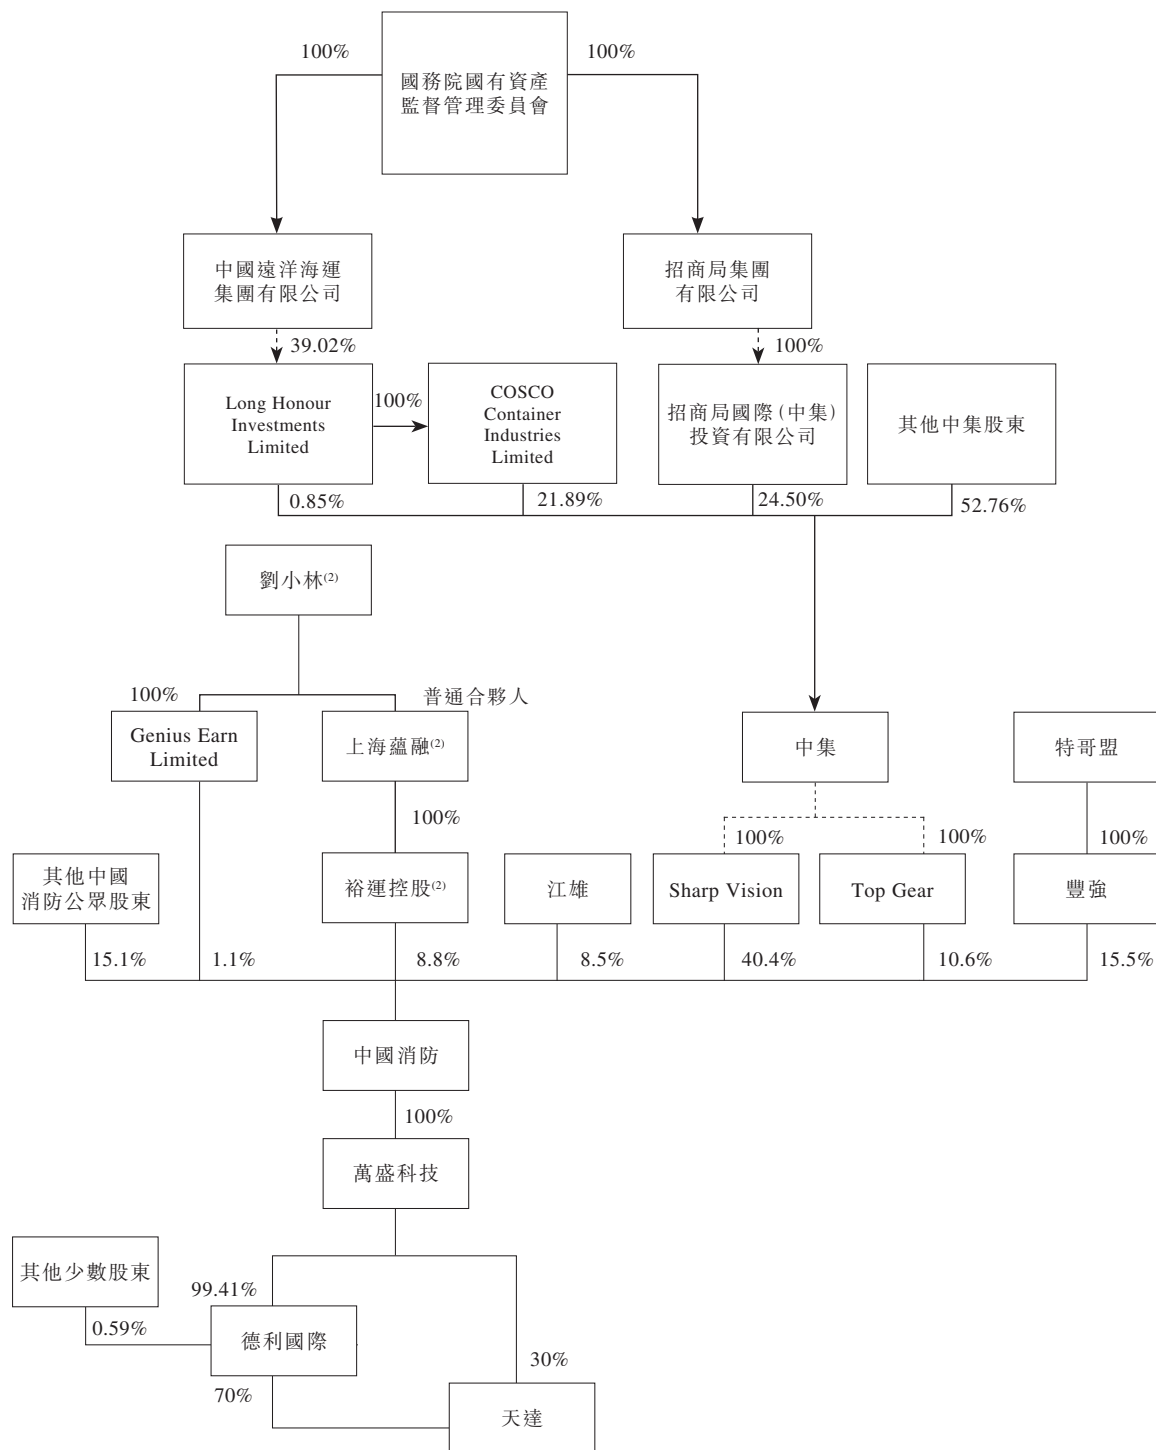 100%
國務院國有資產
監督管理委員會
100%
中國遠洋海運
集團有限公司
招商局集團
有限公司
39.02%
100%
Long Honour
Investments
Limited
100%
COSCO
Container
Industries
Limited
招商局國際(中集)
投資有限公司
其他中集股東
0.85%
21.89%
24.50%
52.76%
劉小林(2)
100%
普通合夥人
Genius Earn
Limited
上海蘊融(2)
中集
特哥盟
100%
100%
100%
100%
其他中國
消防公眾股東
裕運控股(2)
江雄
Sharp Vision
Top Gear
豐強
15.1%
1.1%
8.8%
8.5%
40.4%
10.6%
15.5%
中國消防
100%
萬盛科技
其他少數股東
99.41%
0.59%
德利國際
30%
70%
天達